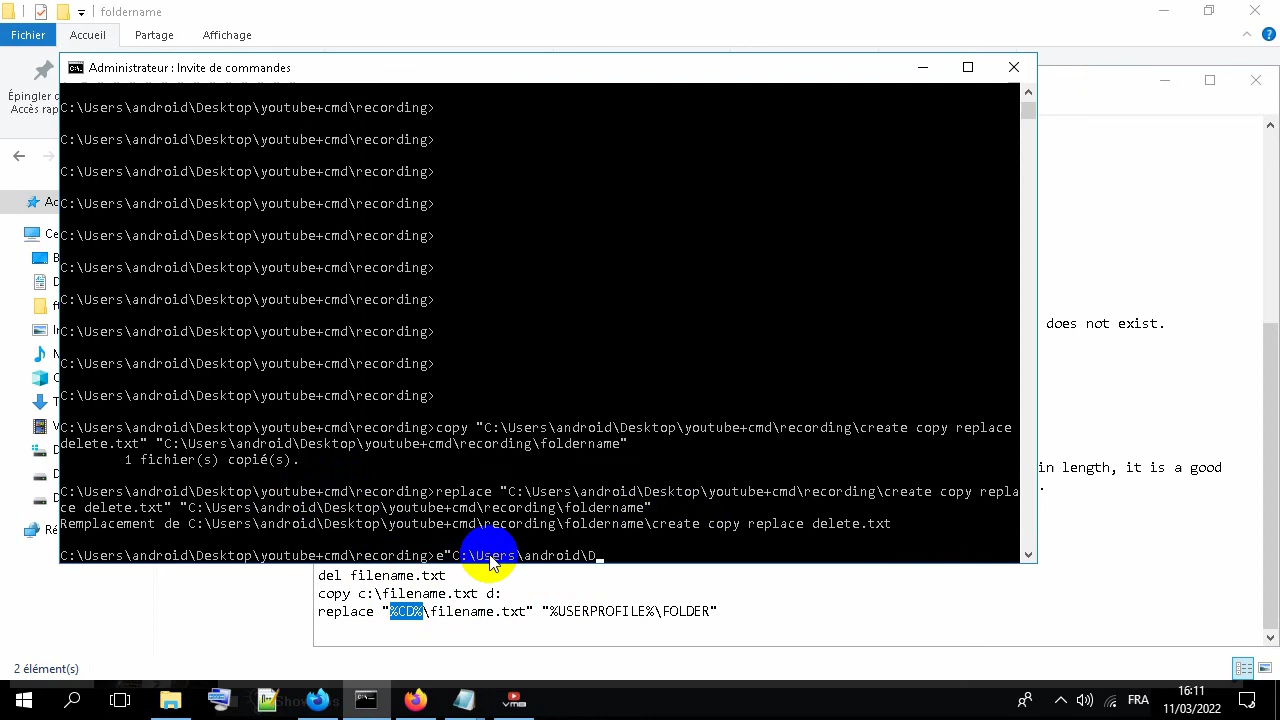 foldername
Fichier
Accueil
Partage
Affichage
Épingler
Accès rap
Administrateur : Invite de commandes
C:\Users\android\Desktop\youtube+cmd\recording>
C:\Users\android\Desktop\youtube+cmd\recording>
C:\Users\android\Desktop\youtube+cmd\recording>
C:\Users\android\Desktop\youtube+cmd\recording>
C:\Users\android\Desktop\youtube+cmd\recording>
C:\Users\android\Desktop\youtube+cmd\recording>
C:\Users\android\Desktop\youtube+cmd\recording>
C:\Users\android\Desktop\youtube+cmd\recording>
C:\Users\android\Desktop\youtube+cmd\recording>
C:\Users\android\Desktop\youtube+cmd\recording>
C:\Users\android\Desktop\youtube+cmd\recording>copy "C:\Users\android\Desktop\youtube+cmd\recording\create copy replace
delete.txt" "C:\Users\android\Desktop\youtube+cmd\recording\foldername"
1 fichier(s) copié(s).
C:\Users\android\Desktop\youtube+cmd\recording>replace "C:\Users\android\Desktop\youtube+cmd\recording\create copy repla
ce delete.txt" "C:\Users\android\Desktop\youtube+cmd\recording\foldername"
Remplacement de C:\Users\android\Desktop\youtube+cmd\recording\foldername\create copy replace delete.txt
C:\Users\android\Desktop\youtube+cmd\recording>e"C:\Users\android\D_
does not exist.
in length, it is a good
del filename.txt
copy c:\filename.txt d:
replace "%CD%\filename.txt" "%USERPROFILE%\FOLDER"
2 élément(s)
FRA
16:11
11/03/2022